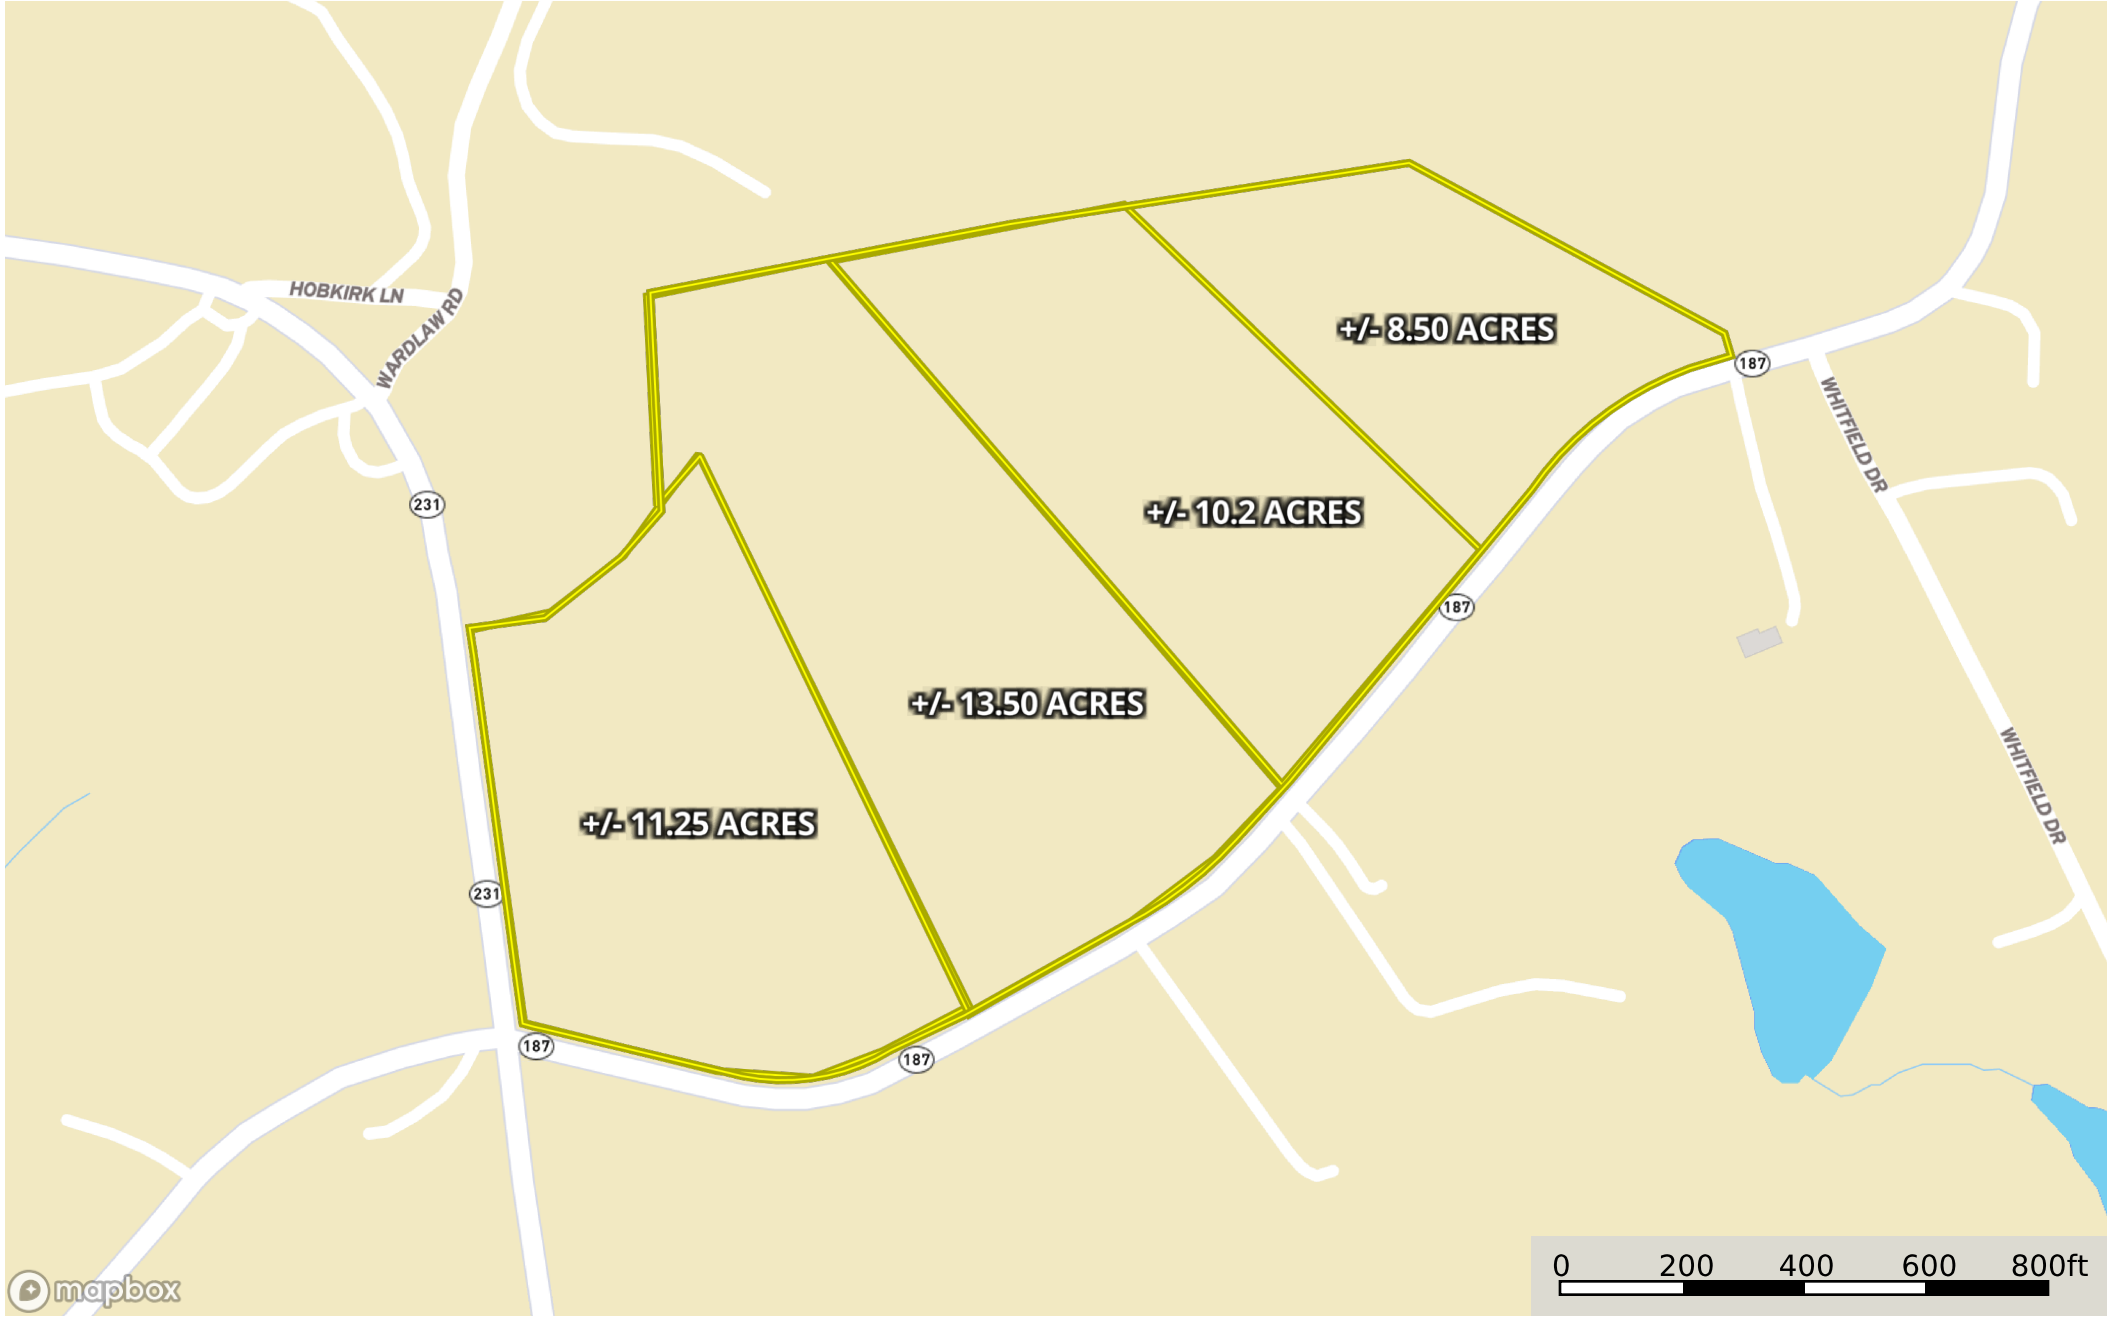 HOBKIRK LN
WARDLAW RD
+/- 8.50 ACRES
187
WHITFIELD DR
231
+/- 10.2 ACRES
187
+/- 13.50 ACRES
WHITFIELD DR
+/- 11.25 ACRES
231
187
187
mapbox
0 200 400 600 800ft